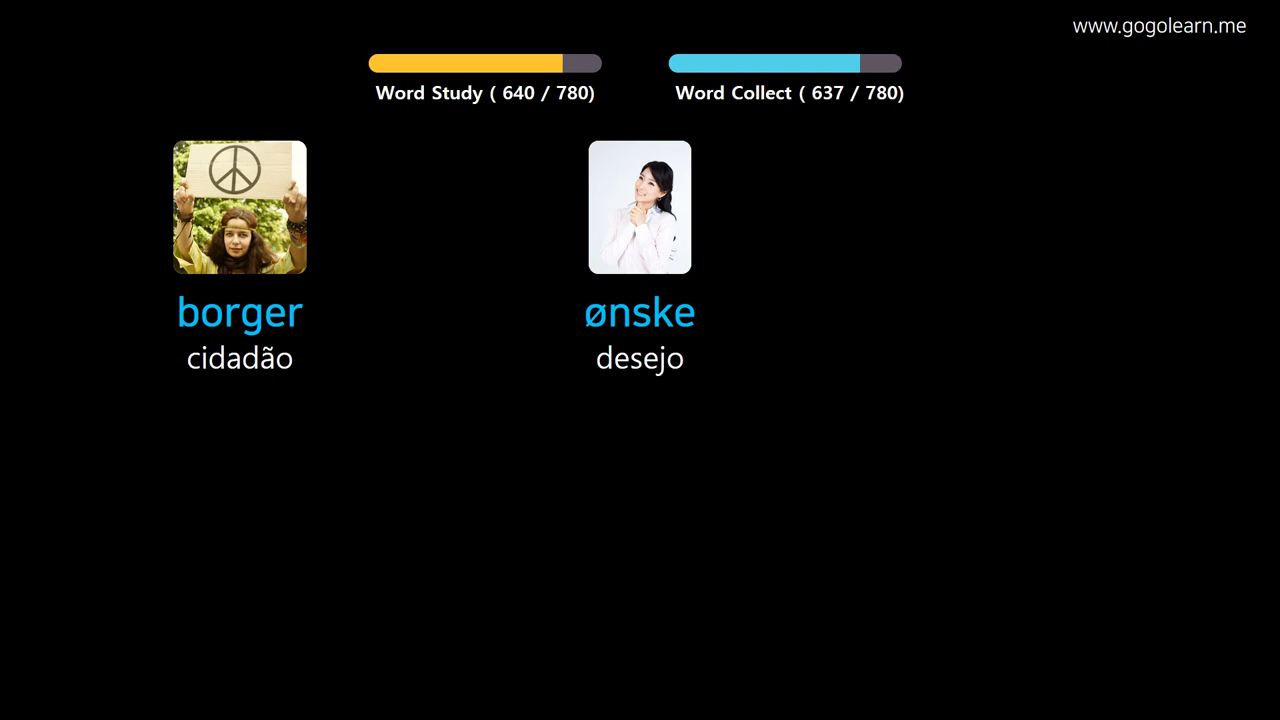 www.gogolearn.me
Word Study ( 640 / 780)
Word Collect ( 637 / 780)
borger
cidadão
ønske
desejo